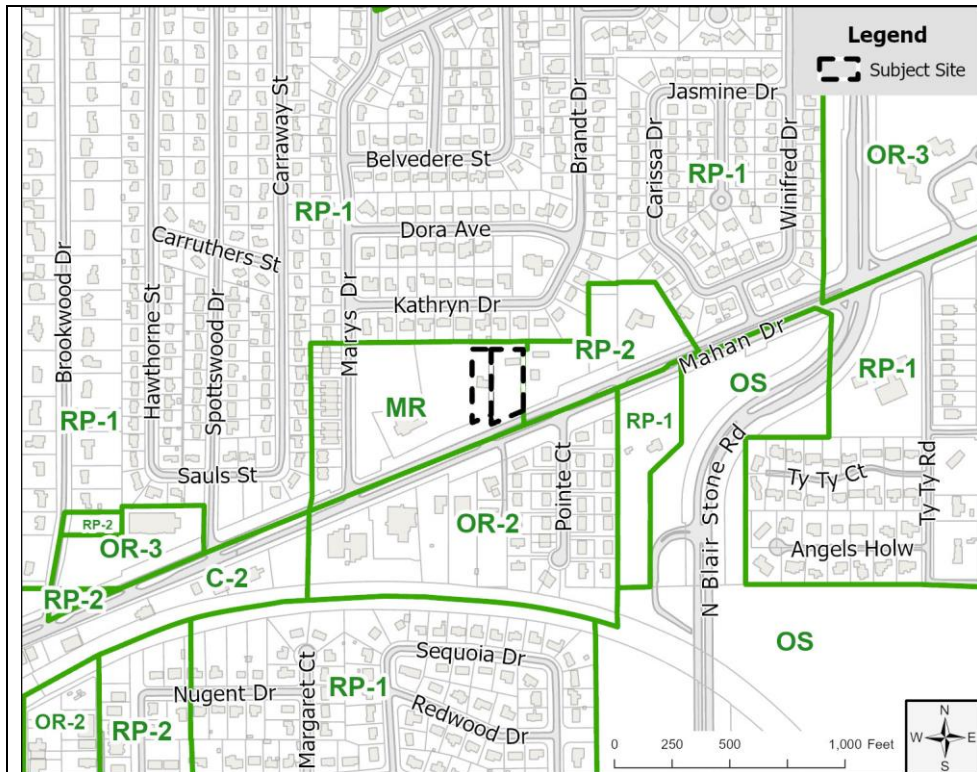 Legend
Subject Site
Jasmine Dr
Carraway St
Brandt Dr
Carissa Dr
Winifred Dr
OR-3
Belvedere St
RP-1
RP-1
Dora Ave
Carruthers St
Brookwood Dr
Hawthorne St
Spottswood Dr
Marys Dr
Kathryn Dr
RP-2
Mahan Dr
OS
RP-1
MR
RP-1
RP-1
Sauls St
Ty Ty Ct
Ty Ty Rd
RP-2
OR-3
OR-2
Pointe Ct
N Blair Stone Rd
Angels Holw
C-2
RP-2
OS
Sequoia Dr
Nugent Dr
Margaret Ct
RP-1
Redwood Dr
OR-2
RP-2
N
W E
S
0 250 500 1,000 Feet